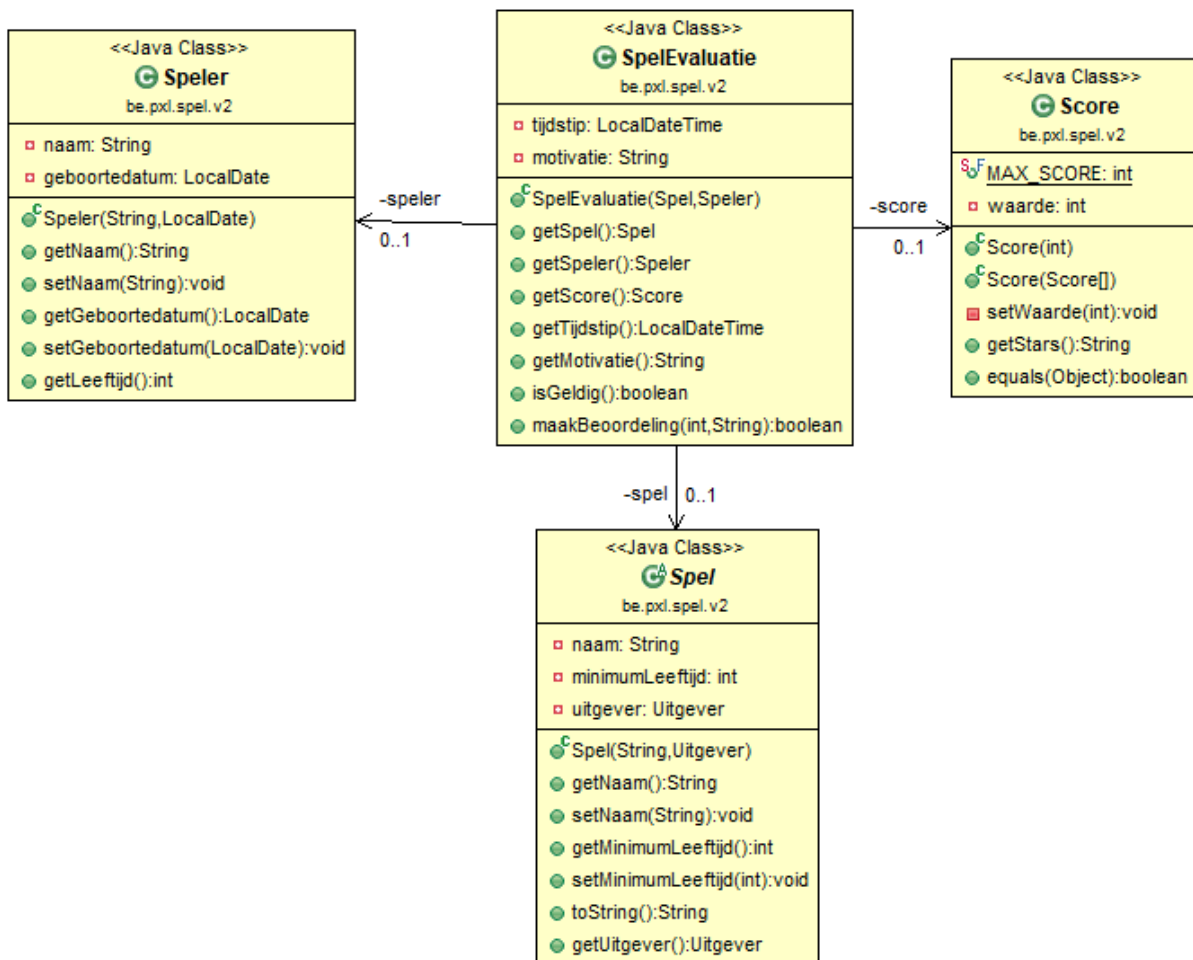 <<Java Class>>
Speler
be.pxl.spel.v2
naam: String
geboortedatum: LocalDate
Speler(String,LocalDate)
getNaam():String
setNaam(String):void
getGeboortedatum():LocalDate
setGeboortedatum(LocalDate):void
getLeeftijd():int
-speler
0..1
<<Java Class>>
SpelEvaluatie
be.pxl.spel.v2
tijdstip: LocalDateTime
motivatie: String
SpelEvaluatie(Spel,Speler)
getSpel():Spel
getSpeler():Speler
getScore():Score
getTijdstip():LocalDateTime
getMotivatie():String
isGeldig():boolean
maakBeoordeling(int,String):boolean
-score
0..1
<<Java Class>>
Score
be.pxl.spel.v2
MAX_SCORE: int
waarde: int
Score(int)
Score(Score[])
setWaarde(int):void
getStars():String
equals(Object):boolean
-spel 0..1
<<Java Class>>
Spel
be.pxl.spel.v2
naam: String
minimumLeeftijd: int
uitgever: Uitgever
Spel(String,Uitgever)
getNaam():String
setNaam(String):void
getMinimumLeeftijd():int
setMinimumLeeftijd(int):void
toString():String
getUitgever():Uitgever